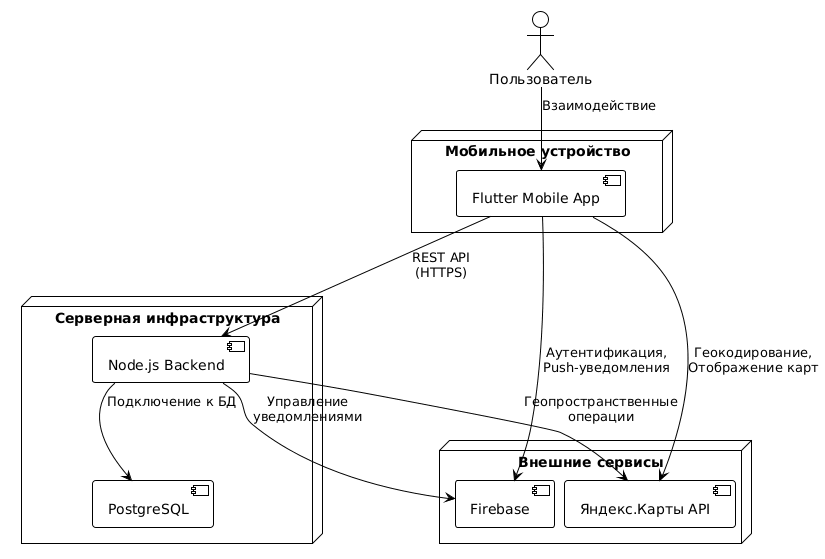 Пользователь
Взаимодействие
Мобильное устройство
Flutter Mobile App
REST API
(HTTPS)
Серверная инфраструктура
Node.js Backend
Аутентификация,
Push-уведомления
Геокодирование,
Отображение карт
Подключение к БД
Управление
уведомлениями
Геопространственные
операции
Внешние сервисы
PostgreSQL
Firebase
Яндекс.Карты API